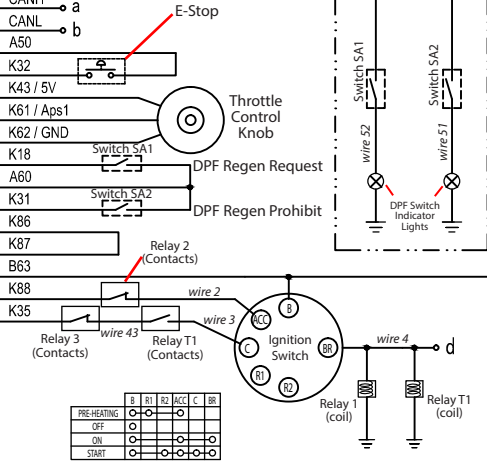 CANH
a
CANL
b
A50
E-Stop
K32
K43 / 5V
K61 / Aps1
K62 / GND
Throttle
Control
Knob
K18
Switch SA1
DPF Regen Request
A60
K31
Switch SA2
DPF Regen Prohibit
K86
K87
B63
K88
K35
Relay 2
(Contacts)
wire 2
wire 3
wire 43
Relay 3
(Contacts)
Relay T1
(Contacts)
B
ACC
C
BR
R1
R2
Ignition
Switch
wire 4
d
Relay 1
(coil)
Relay T1
(coil)
Switch SA1
Switch SA2
wire 52
wire 51
DPF Switch
Indicator
Lights
B R1 R2 ACC C BR
PRE-HEATING
OFF
ON
START